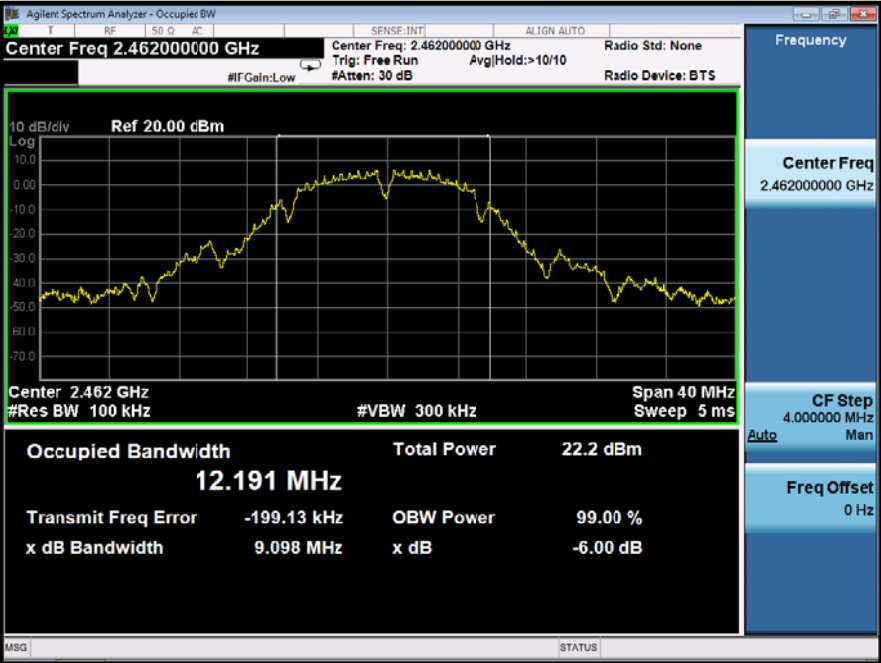 Agilent Spectrum Analyzer - Occupied BW
LXI T RF 50 Ω AC SENSE:INT ALIGN AUTO
Center Freq 2.462000000 GHz
Center Freq: 2.462000000 GHz Radio Std: None
Trig: Free Run Avg|Hold:>10/10
#IFGain:Low #Atten: 30 dB Radio Device: BTS
10 dB/div Ref 20.00 dBm
Log
10.0
0.00
-10.0
-20.0
-30.0
-40.0
-50.0
-60.0
-70.0
Center 2.462 GHz Span 40 MHz
#Res BW 100 kHz #VBW 300 kHz Sweep 5 ms
Occupied Bandwidth Total Power 22.2 dBm
12.191 MHz
Transmit Freq Error -199.13 kHz OBW Power 99.00 %
x dB Bandwidth 9.098 MHz x dB -6.00 dB
MSG STATUS
Frequency
Center Freq
2.462000000 GHz
CF Step
4.000000 MHz
Auto Man
Freq Offset
0 Hz